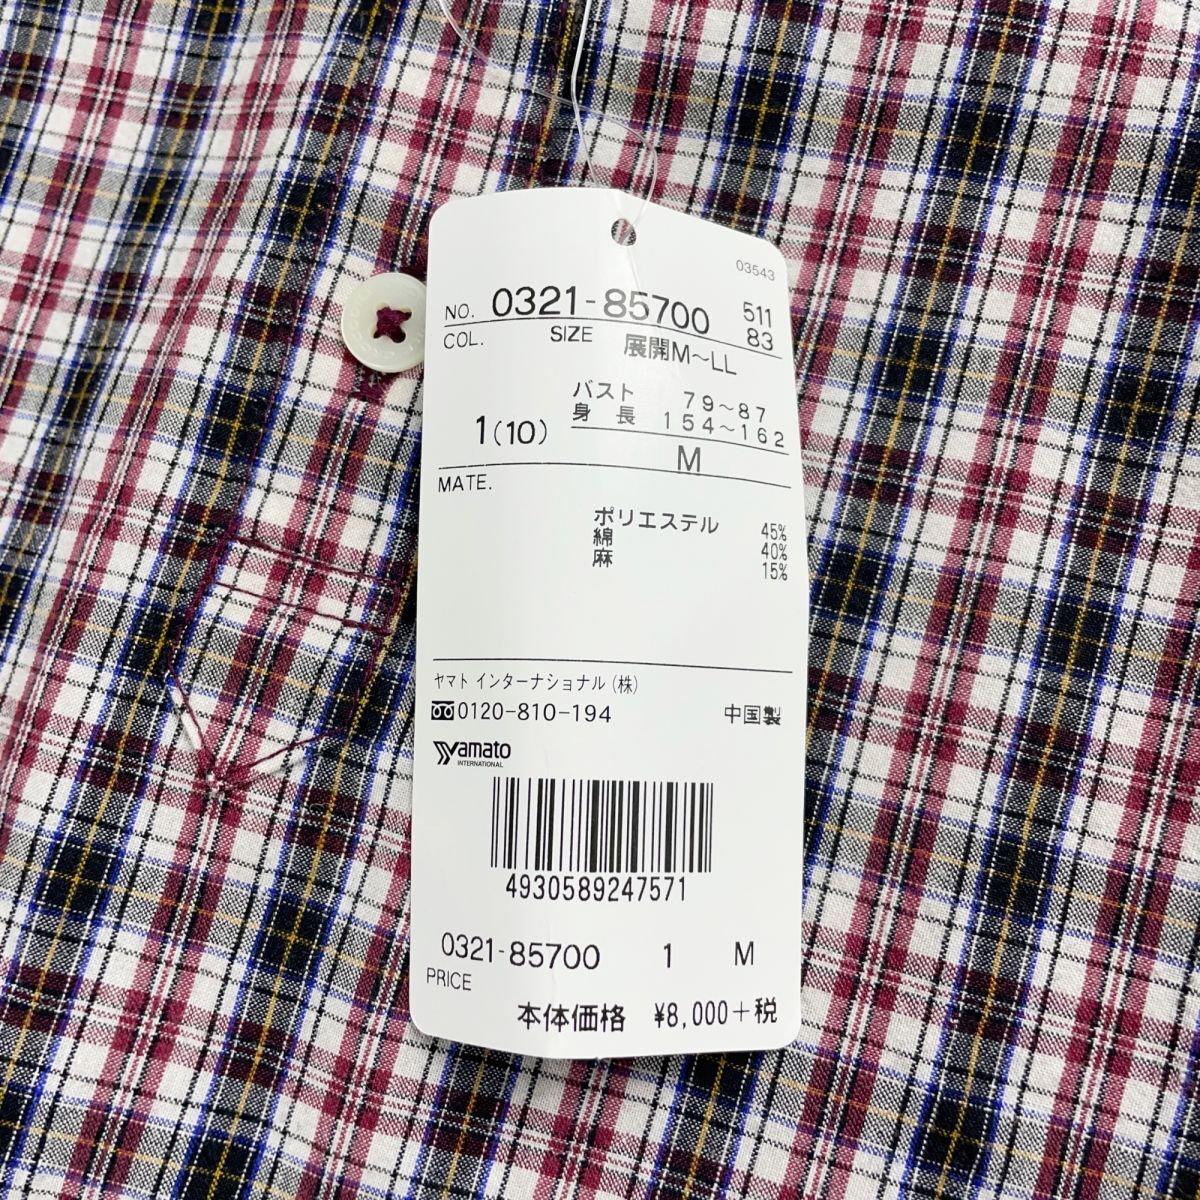 03543
NO. 0321-85700 511
COL. SIZE 展開M～LL 83
バスト 79～87
身長 154～162
1(10)
M
MATE.
ポリエステル 45%
綿 40%
麻 15%
ヤマト インターナショナル (株)
0120-810-194 中国製
Yamato
INTERNATIONAL
4930589247571
0321-85700 1 M
PRICE
本体価格 ¥8,000+税